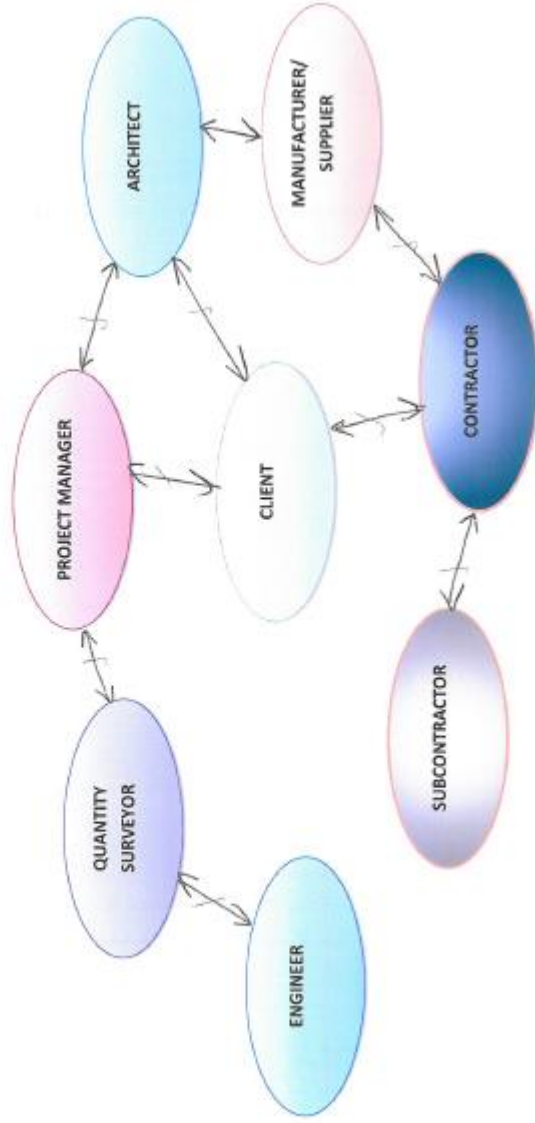 ENGINEER
QUANTITY
SURVEYOR
PROJECT MANAGER
ARCHITECT
CLIENT
MANUFACTURER/
SUPPLIER
SUBCONTRACTOR
CONTRACTOR